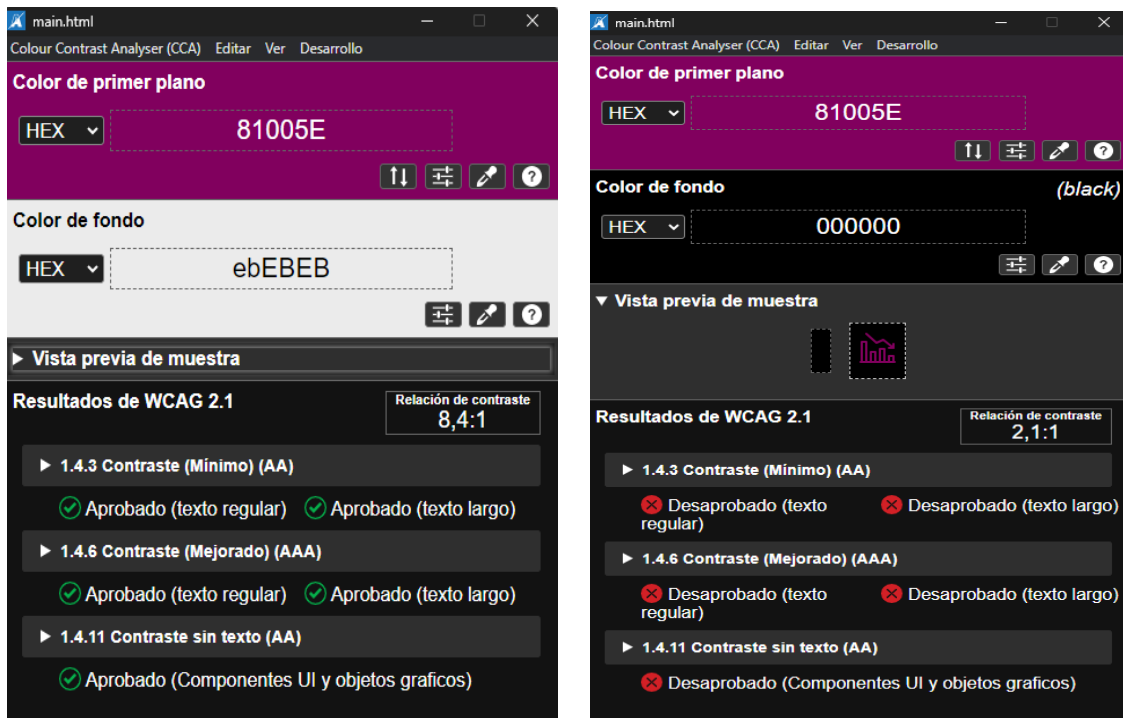 main.html
Colour Contrast Analyser (CCA) Editar Ver Desarrollo
Color de primer plano
HEX 81005E
Color de fondo
HEX ebEBEB
Vista previa de muestra
Resultados de WCAG 2.1
Relación de contraste
8,4:1
1.4.3 Contraste (Mínimo) (AA)
Aprobado (texto regular) Aprobado (texto largo)
1.4.6 Contraste (Mejorado) (AAA)
Aprobado (texto regular) Aprobado (texto largo)
1.4.11 Contraste sin texto (AA)
Aprobado (Componentes UI y objetos graficos)
main.html
Colour Contrast Analyser (CCA) Editar Ver Desarrollo
Color de primer plano
HEX 81005E
Color de fondo (black)
HEX 000000
Vista previa de muestra
Resultados de WCAG 2.1
Relación de contraste
2,1:1
1.4.3 Contraste (Mínimo) (AA)
Desaprobado (texto
regular)
Desaprobado (texto largo)
1.4.6 Contraste (Mejorado) (AAA)
Desaprobado (texto
regular)
Desaprobado (texto largo)
1.4.11 Contraste sin texto (AA)
Desaprobado (Componentes UI y objetos graficos)